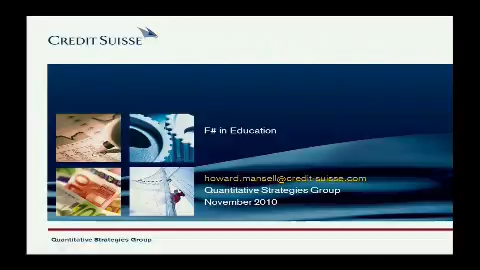 CREDIT SUISSE
F# in Education
howard.mansell@credit-suisse.com
Quantitative Strategies Group
November 2010
Quantitative Strategies Group